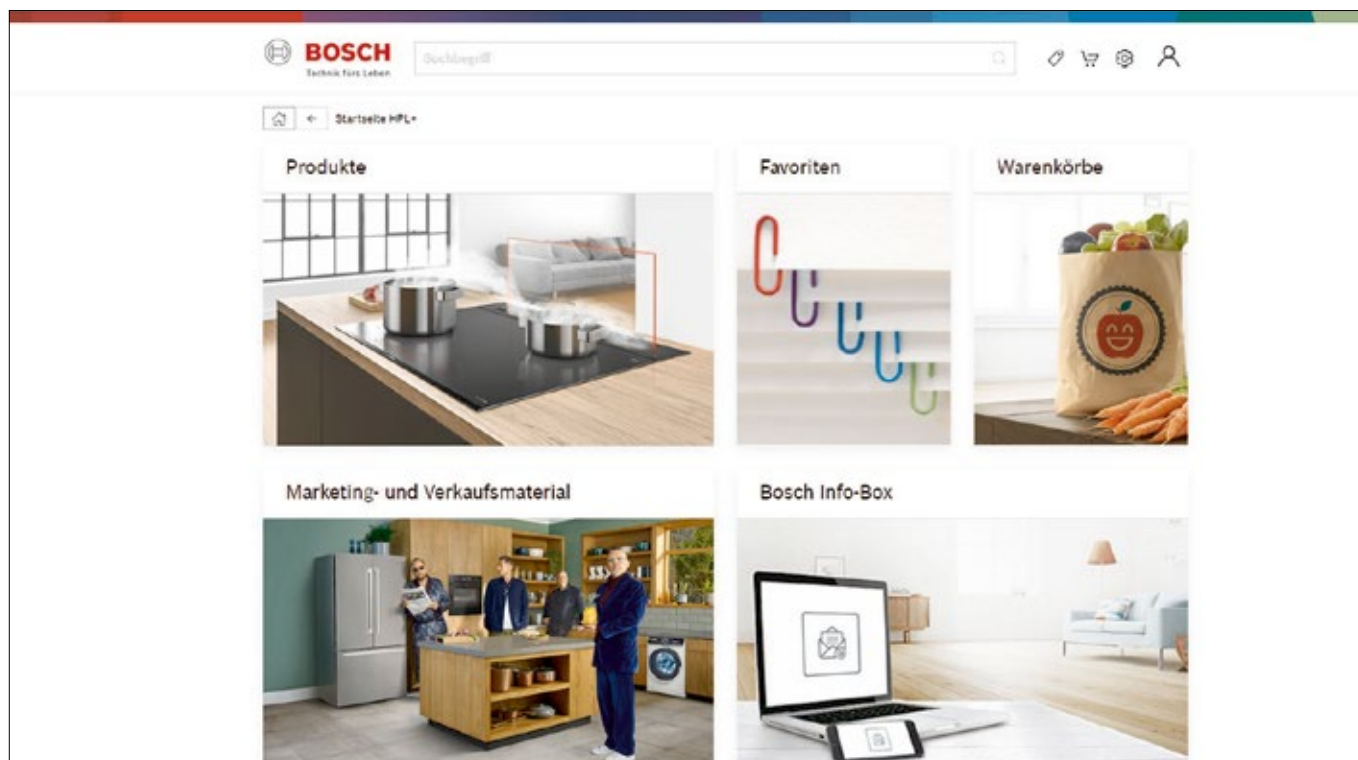 BOSCH
Technik fürs Leben
Suchbegriff
Startseite HPL+
Produkte
Favoriten
Warenkörbe
Marketing- und Verkaufsmaterial
Bosch Info-Box